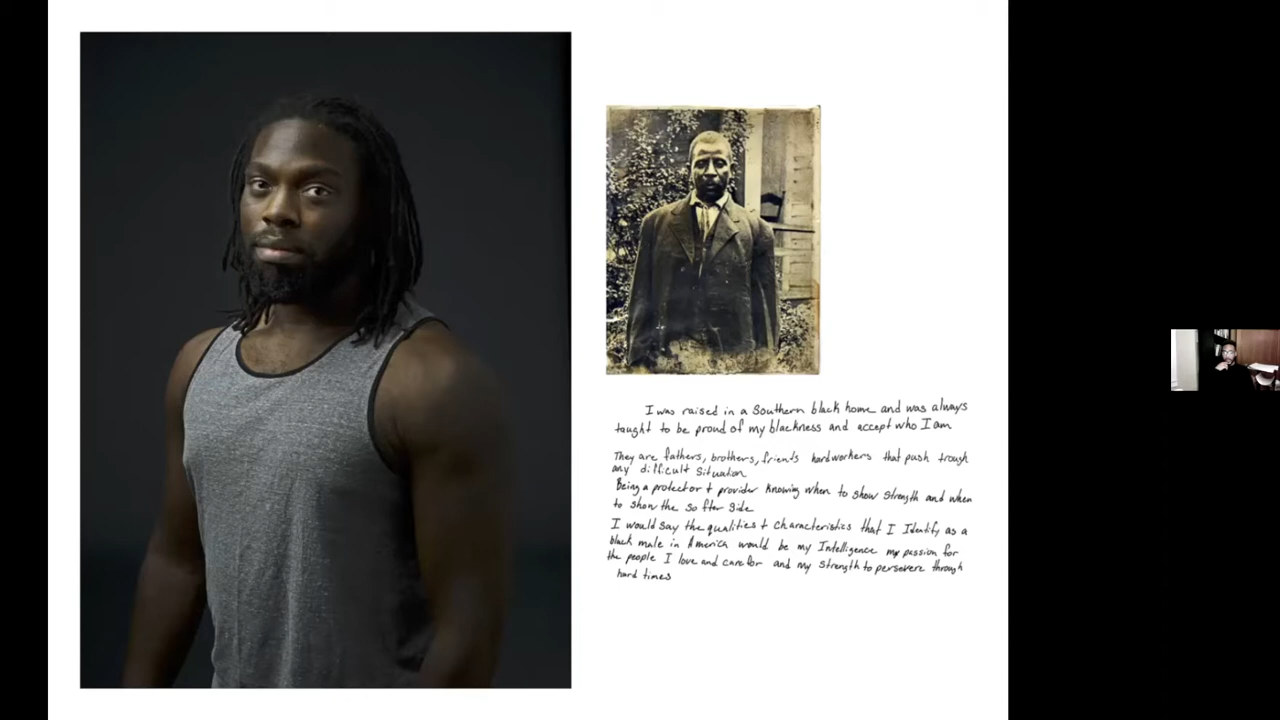 I was raised in a Southern black home and was always
taught to be proud of my blackness and accept who I am
They are fathers, brothers, friends hardworkers that push trough
any difficult situation
Being a protector + provider knowing when to show strength and when
to show the softer side
I would say the qualities + characteristics that I Identify as a
black male in America would be my Intelligence my passion for
the people I love and care for and my strength to persevere through
hard times